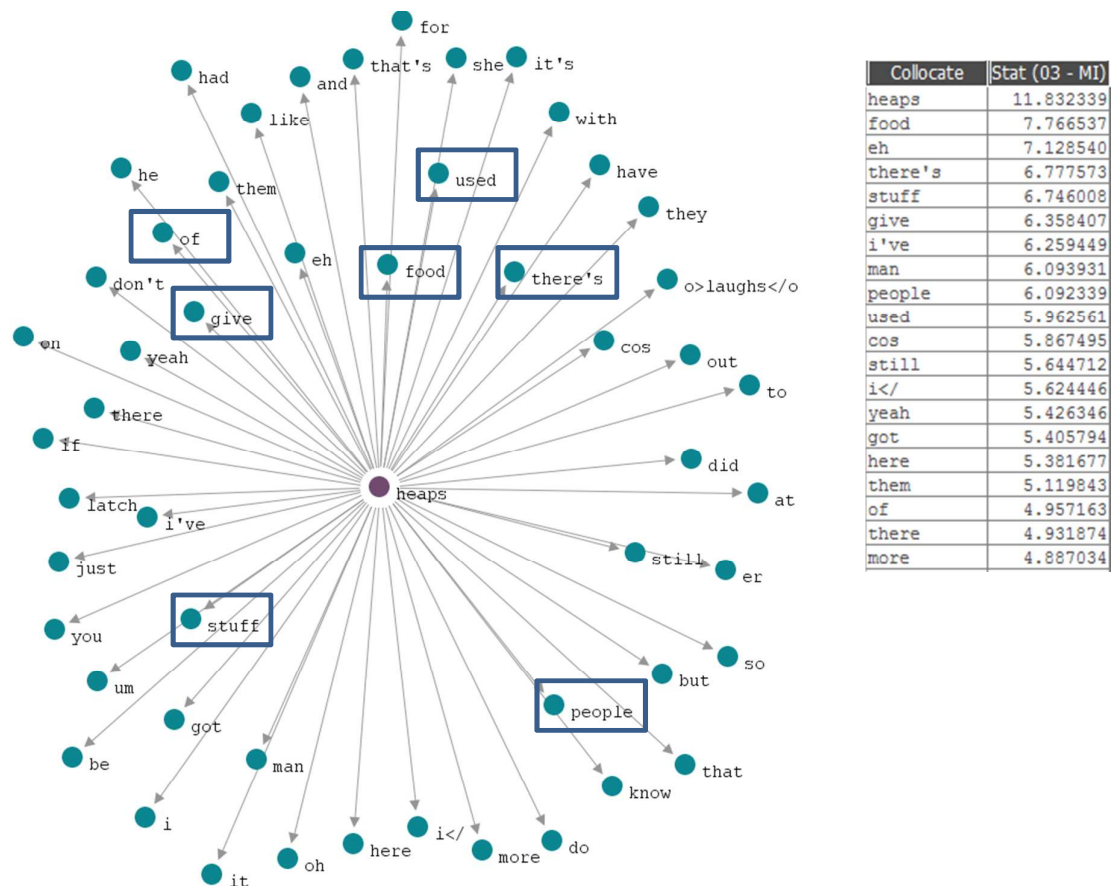 for
that's
she
it's
had
and
like
with
he
them
used
have
they
of
eh
food
there's
don't
give
o>laughs</o
on
yeah
cos
out
to
there
if
did
heaps
latch
i've
at
just
still
er
stuff
you
um
so
but
people
got
be
man
that
know
i
i</
here
more
do
oh
it
Collocate Stat (03 - MI)
heaps 11.832339
food 7.766537
eh 7.128540
there's 6.777573
stuff 6.746008
give 6.358407
i've 6.259449
man 6.093931
people 6.092339
used 5.962561
cos 5.867495
still 5.644712
i</ 5.624446
yeah 5.426346
got 5.405794
here 5.381677
them 5.119843
of 4.957163
there 4.931874
more 4.887034